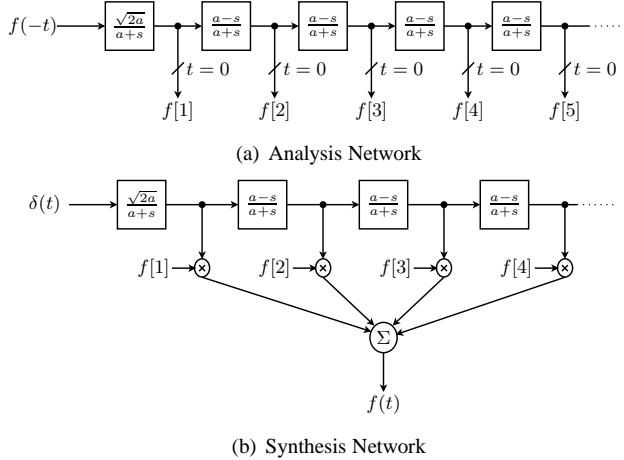 f(−t) √2a/a+s a−s/a+s a−s/a+s a−s/a+s a−s/a+s ······
t = 0 t = 0 t = 0 t = 0 t = 0
f[1] f[2] f[3] f[4] f[5]
(a) Analysis Network
δ(t) √2a/a+s a−s/a+s a−s/a+s a−s/a+s ······
f[1] × f[2] × f[3] × f[4] ×
Σ
f(t)
(b) Synthesis Network